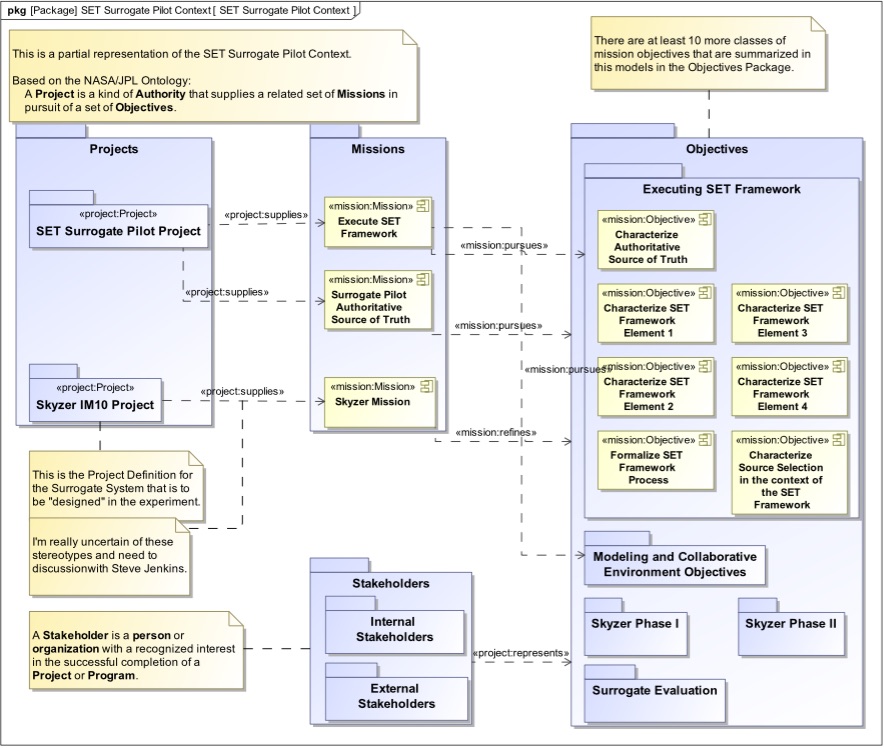 pkg [Package] SET Surrogate Pilot Context [ SET Surrogate Pilot Context ]
This is a partial representation of the SET Surrogate Pilot Context.
Based on the NASA/JPL Ontology:
A Project is a kind of Authority that supplies a related set of Missions in
pursuit of a set of Objectives.
There are at least 10 more classes of
mission objectives that are summarized in
this models in the Objectives Package.
Projects
«project:Project»
SET Surrogate Pilot Project
«project:supplies»
«project:supplies»
«project:Project»
Skyzer IM10 Project
«project:supplies»
Missions
«mission:Mission»
Execute SET
Framework
«mission:Mission»
Surrogate Pilot
Authoritative
Source of Truth
«mission:Mission»
Skyzer Mission
«mission:pursues»
«mission:pursues»
«mission:pursues»
«mission:refines»
Objectives
Executing SET Framework
«mission:Objective»
Characterize
Authoritative
Source of Truth
«mission:Objective»
Characterize SET
Framework
Element 1
«mission:Objective»
Characterize SET
Framework
Element 3
«mission:Objective»
Characterize SET
Framework
Element 2
«mission:Objective»
Characterize SET
Framework
Element 4
«mission:Objective»
Formalize SET
Framework
Process
«mission:Objective»
Characterize
Source Selection
in the context of
the SET
Framework
Modeling and Collaborative
Environment Objectives
Skyzer Phase I
Skyzer Phase II
Surrogate Evaluation
This is the Project Definition for
the Surrogate System that is to
be "designed" in the experiment.
I'm really uncertain of these
stereotypes and need to
discussionwith Steve Jenkins.
A Stakeholder is a person or
organization with a recognized interest
in the successful completion of a
Project or Program.
Stakeholders
Internal
Stakeholders
External
Stakeholders
«project:represents»